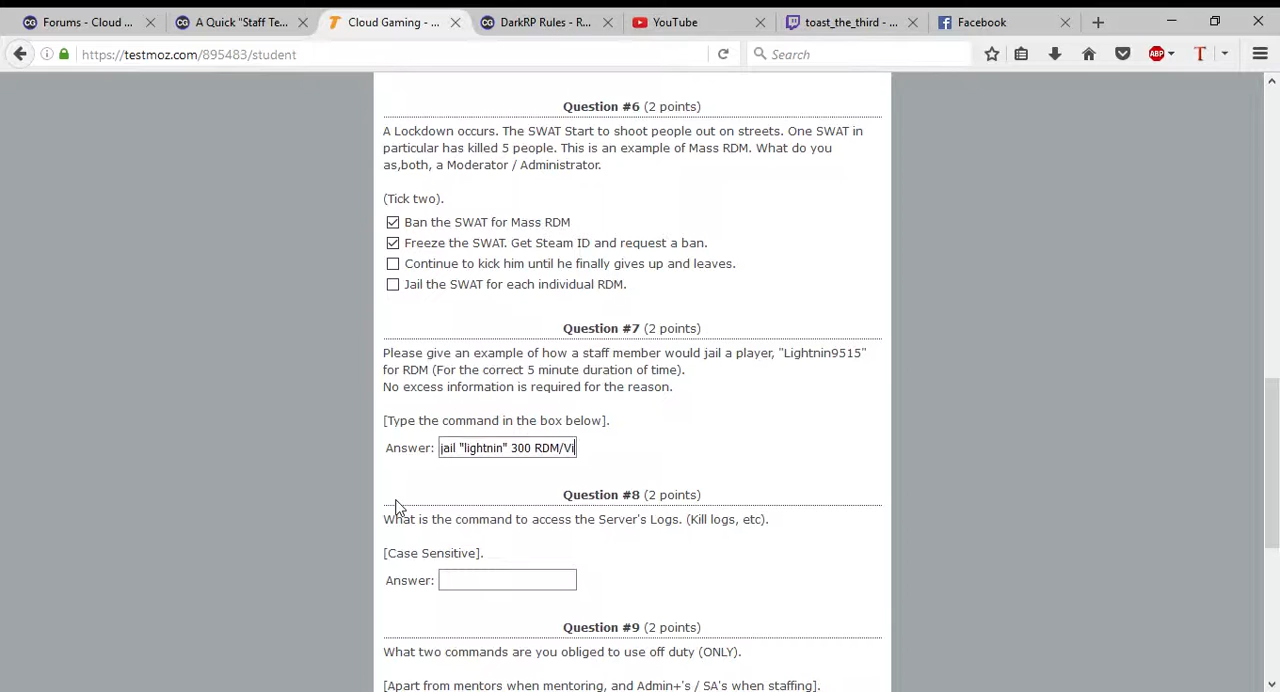 Forums - Cloud ...
A Quick "Staff Te...
Cloud Gaming - ...
DarkRP Rules - R...
YouTube
toast_the_third - ...
Facebook
https://testmoz.com/895483/student
Search
ABP
Question #6 (2 points)
A Lockdown occurs. The SWAT Start to shoot people out on streets. One SWAT in
particular has killed 5 people. This is an example of Mass RDM. What do you
as,both, a Moderator / Administrator.
(Tick two).
Ban the SWAT for Mass RDM
Freeze the SWAT. Get Steam ID and request a ban.
Continue to kick him until he finally gives up and leaves.
Jail the SWAT for each individual RDM.
Question #7 (2 points)
Please give an example of how a staff member would jail a player, "Lightnin9515"
for RDM (For the correct 5 minute duration of time).
No excess information is required for the reason.
[Type the command in the box below].
Answer: jail "lightnin" 300 RDM/Vi
Question #8 (2 points)
What is the command to access the Server's Logs. (Kill logs, etc).
[Case Sensitive].
Answer:
Question #9 (2 points)
What two commands are you obliged to use off duty (ONLY).
[Apart from mentors when mentoring, and Admin+'s / SA's when staffing].